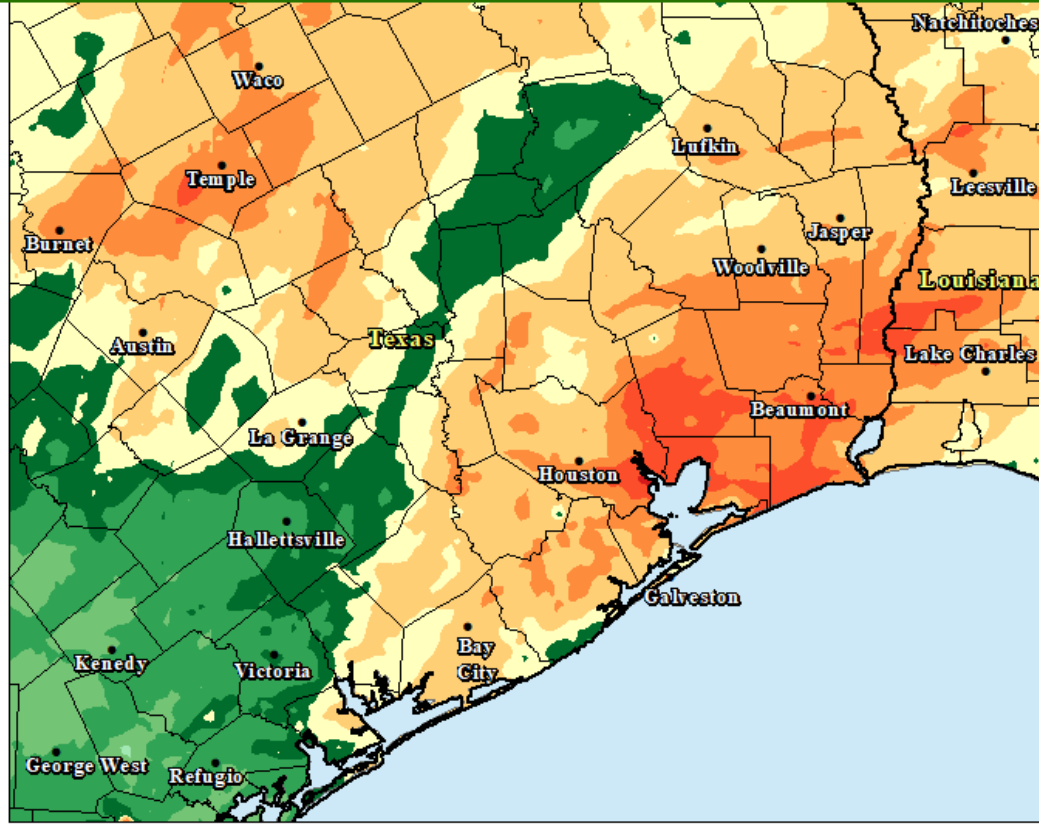 Natchitoches
Waco
Lufkin
Temple
Leesville
Jasper
Burnet
Woodville
Louisiana
Texas
Austin
Lake Charles
Beaumont
La Grange
Houston
Hallettsville
Galveston
Bay
City
Kenedy
Victoria
George West
Refugio